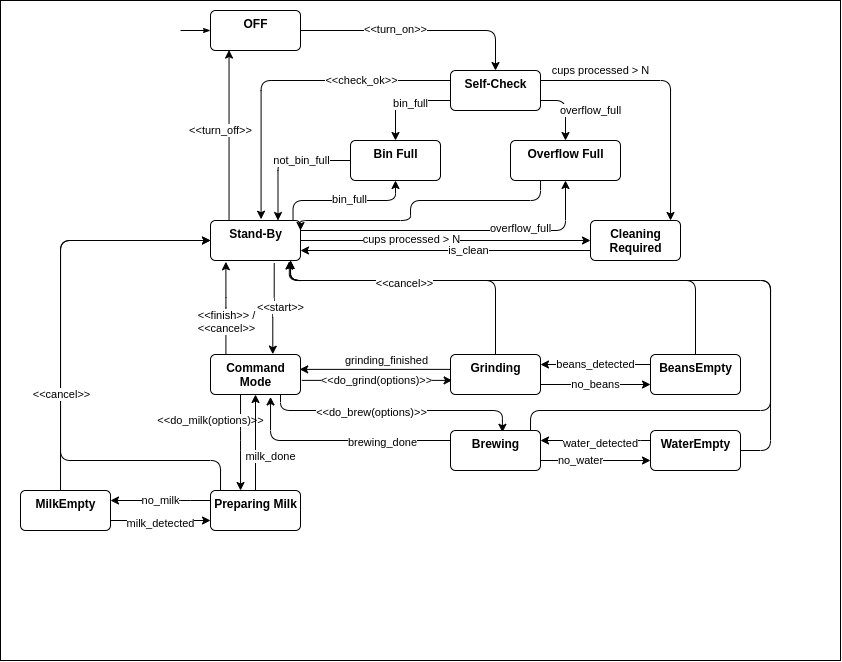 OFF
<<turn_on>>
cups processed > N
<<check_ok>>
Self-Check
bin_full
overflow_full
<<turn_off>>
not_bin_full
Bin Full
Overflow Full
bin_full
Stand-By
overflow_full
cups processed > N
is_clean
Cleaning
Required
<<cancel>>
<<finish>> /
<<cancel>>
<<start>>
grinding_finished
Command
Mode
<<do_grind(options)>>
Grinding
beans_detected
no_beans
BeansEmpty
<<cancel>>
<<do_milk(options)>>
<<do_brew(options)>>
brewing_done
Brewing
water_detected
no_water
WaterEmpty
milk_done
MilkEmpty
no_milk
milk_detected
Preparing Milk